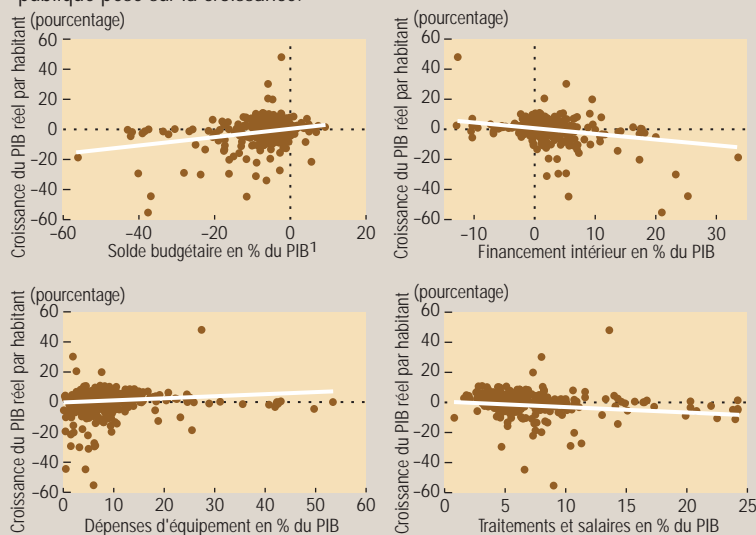 publique pèse sur la croissance.
(pourcentage)
Croissance du PIB réel par habitant
60
40
20
0
–20
–40
–60
–60 –40 –20 0 20
Solde budgétaire en % du PIB1
(pourcentage)
Croissance du PIB réel par habitant
60
40
20
0
–20
–40
–60
–10 0 10 20 30
Financement intérieur en % du PIB
(pourcentage)
Croissance du PIB réel par habitant
60
40
20
0
–20
–40
–60
0 10 20 30 40 50 60
Dépenses d'équipement en % du PIB
(pourcentage)
Croissance du PIB réel par habitant
60
40
20
0
–20
–40
–60
0 5 10 15 20 25
Traitements et salaires en % du PIB